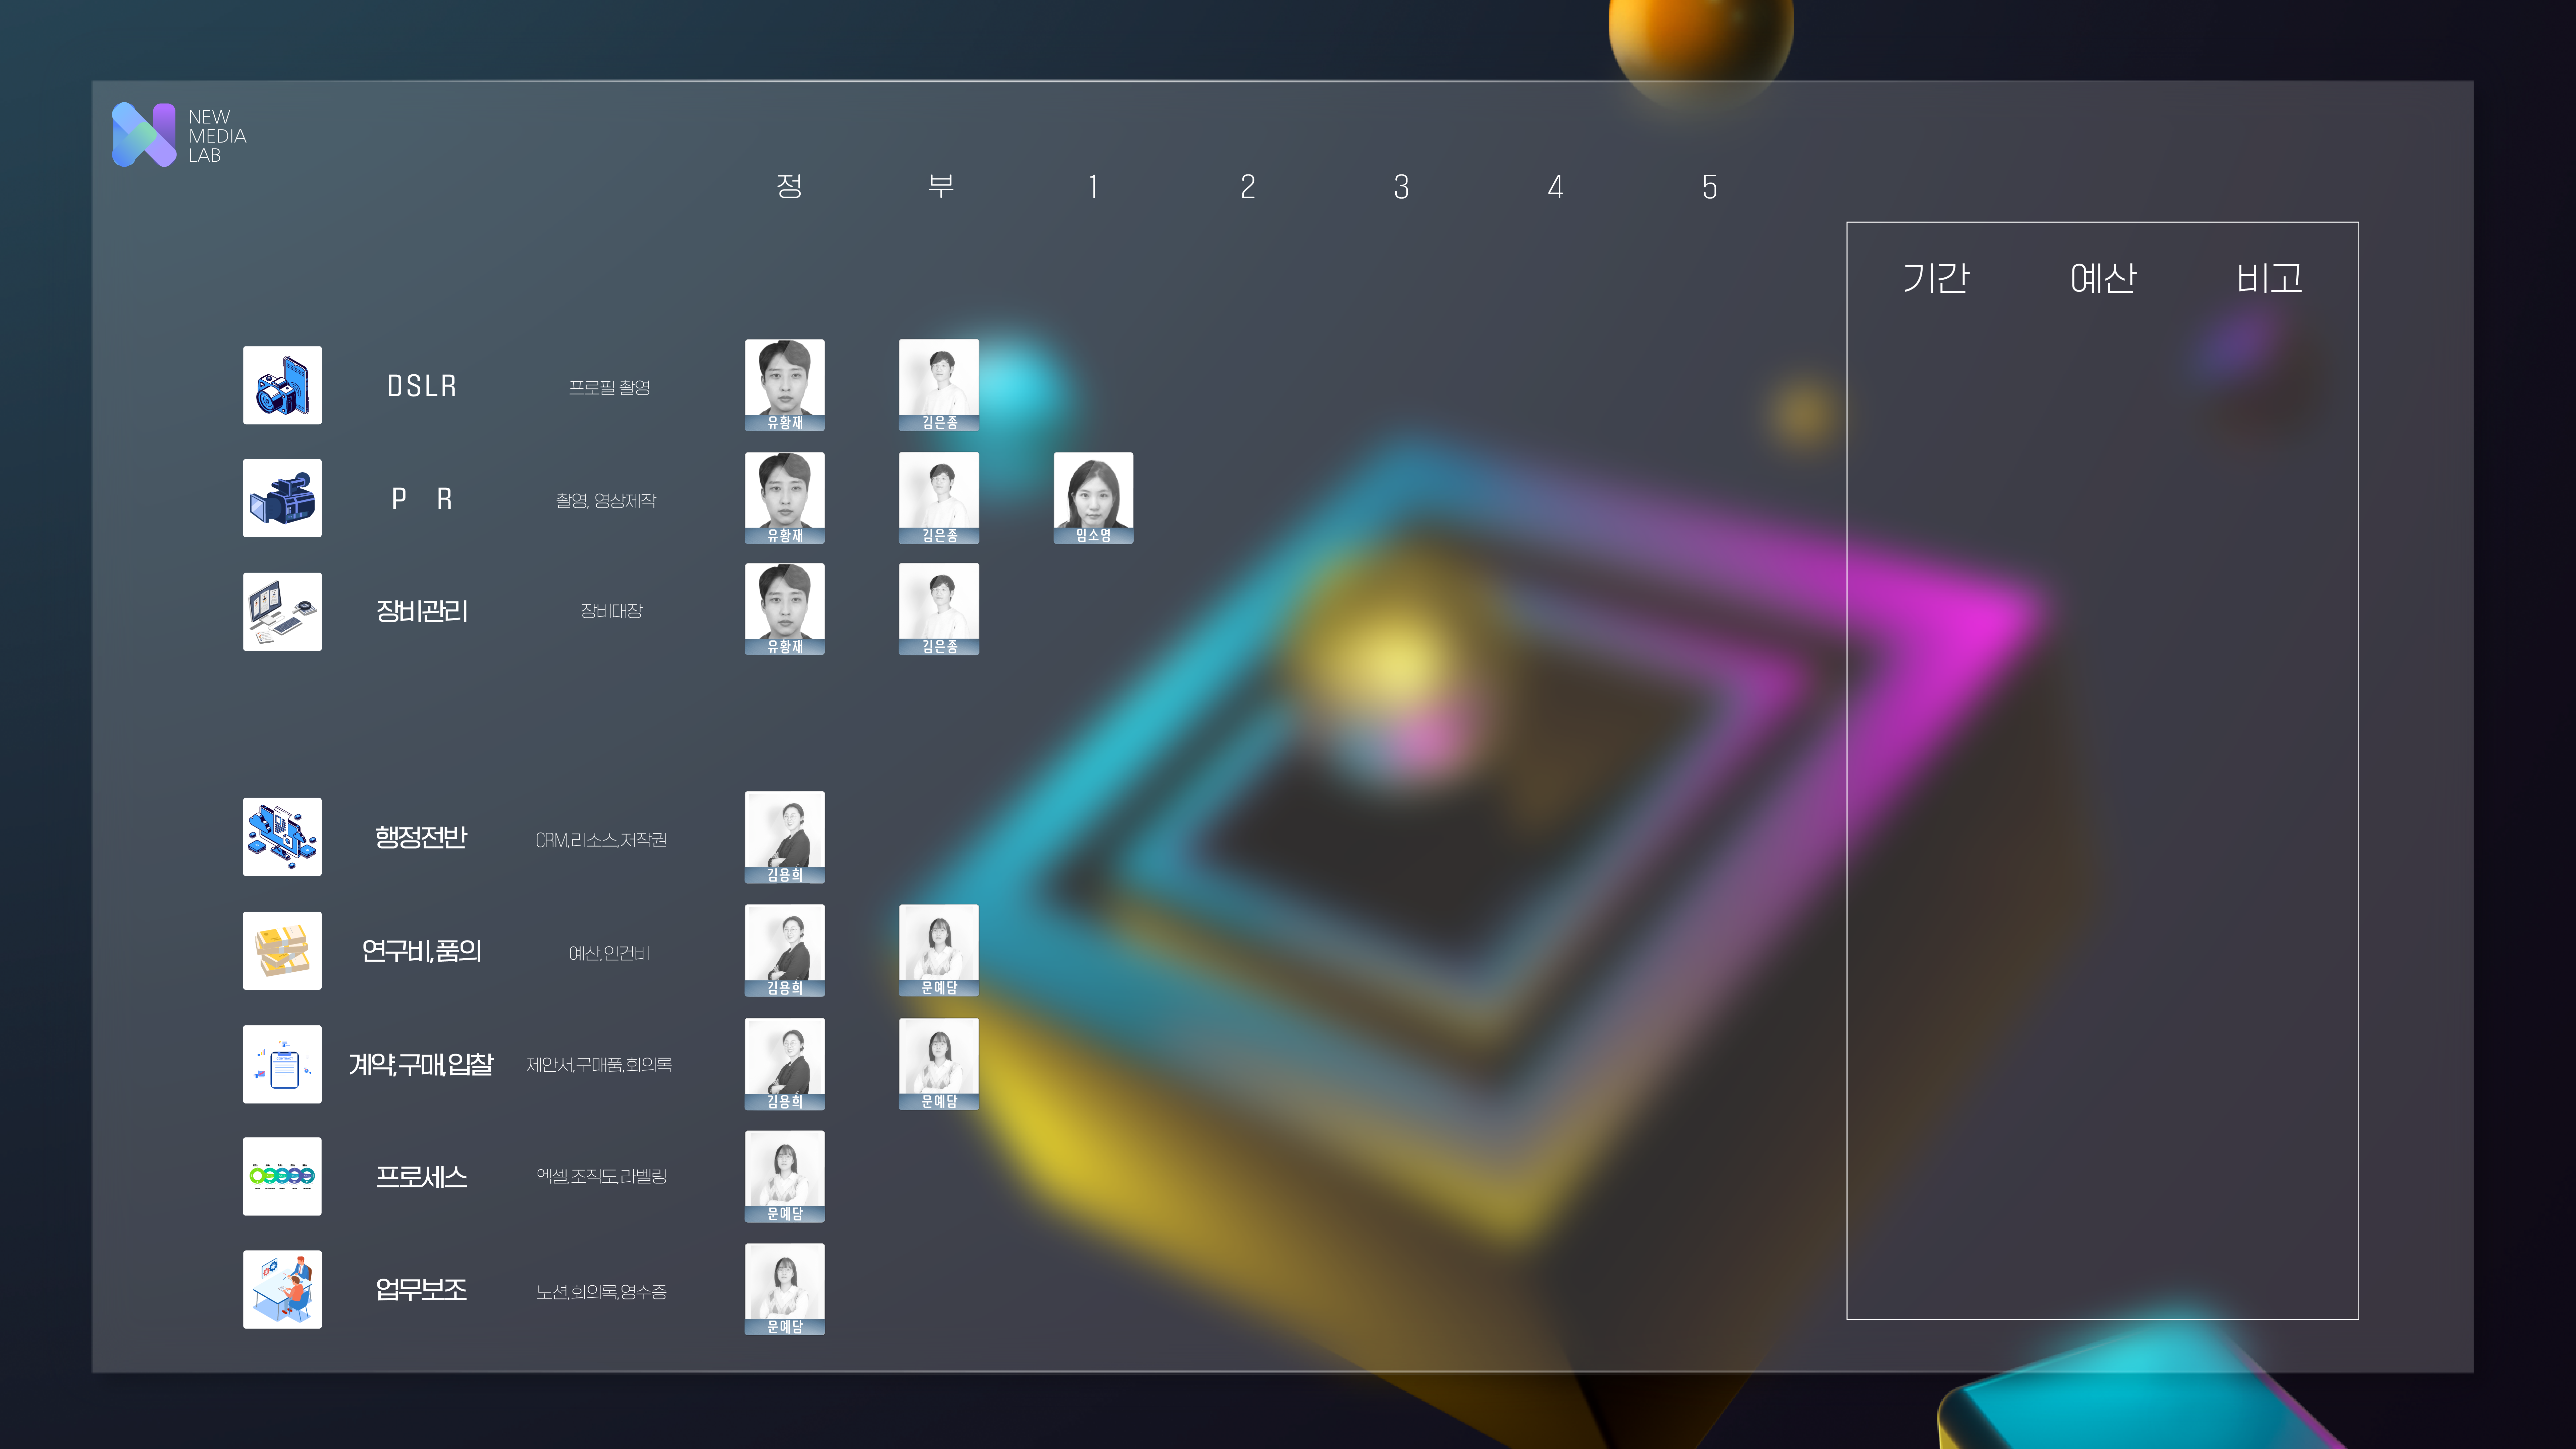 NEW
MEDIA
LAB
정 부 1 2 3 4 5
기간 예산 비고
DSLR 프로필 촬영 유황재 김은종
P R 촬영, 영상제작 유황재 김은종 임소영
장비관리 장비대장 유황재 김은종
행정전반 CRM,리소스,저작권 김용희
연구비,품의 예산,인건비 김용희 문예담
계약,구매,입찰 제안서,구매품,회의록 김용희 문예담
프로세스 엑셀,조직도,라벨링 문예담
업무보조 노션,회의록,영수증 문예담